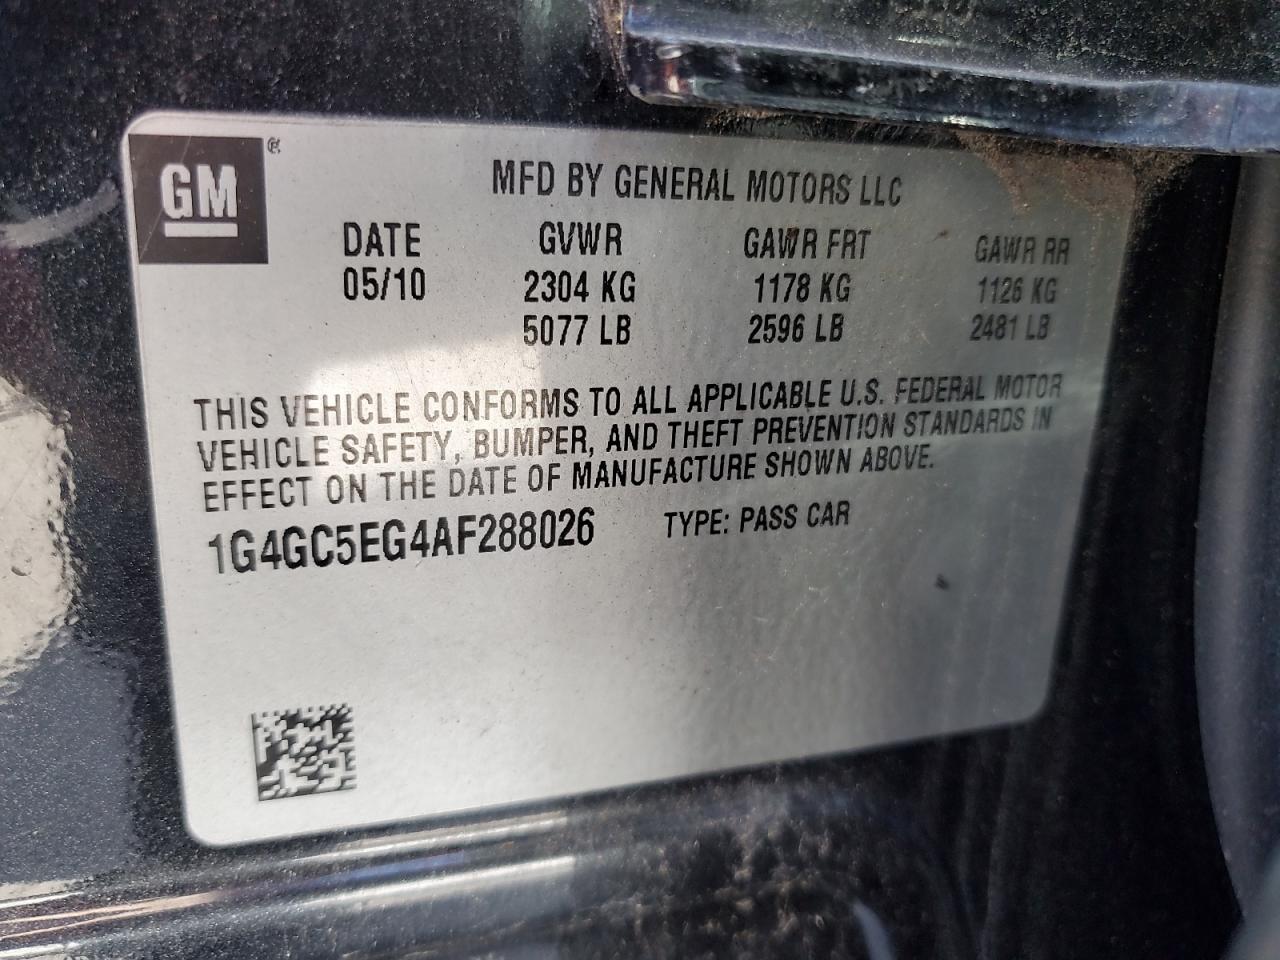 GM ®
MFD BY GENERAL MOTORS LLC
DATE GVWR GAWR FRT GAWR RR
05/10 2304 KG 1178 KG 1126 KG
5077 LB 2596 LB 2481 LB
THIS VEHICLE CONFORMS TO ALL APPLICABLE U.S. FEDERAL MOTOR
VEHICLE SAFETY, BUMPER, AND THEFT PREVENTION STANDARDS IN
EFFECT ON THE DATE OF MANUFACTURE SHOWN ABOVE.
1G4GC5EG4AF288026 TYPE: PASS CAR